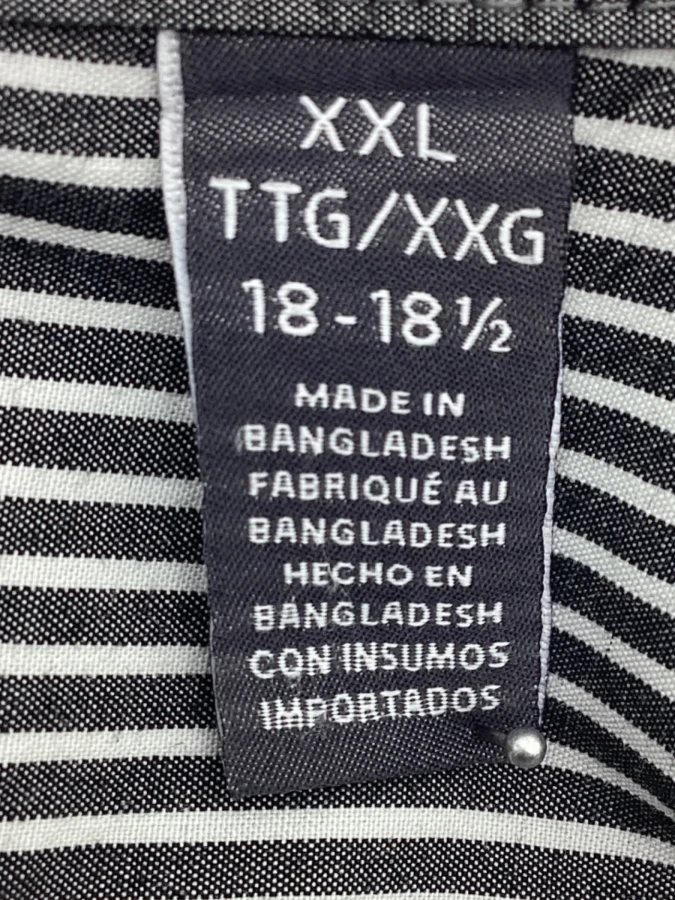 XXL
TTG/XXG
18-18½
MADE IN
BANGLADESH
FABRIQUÉ AU
BANGLADESH
HECHO EN
BANGLADESH
CON INSUMOS
IMPORTADOS